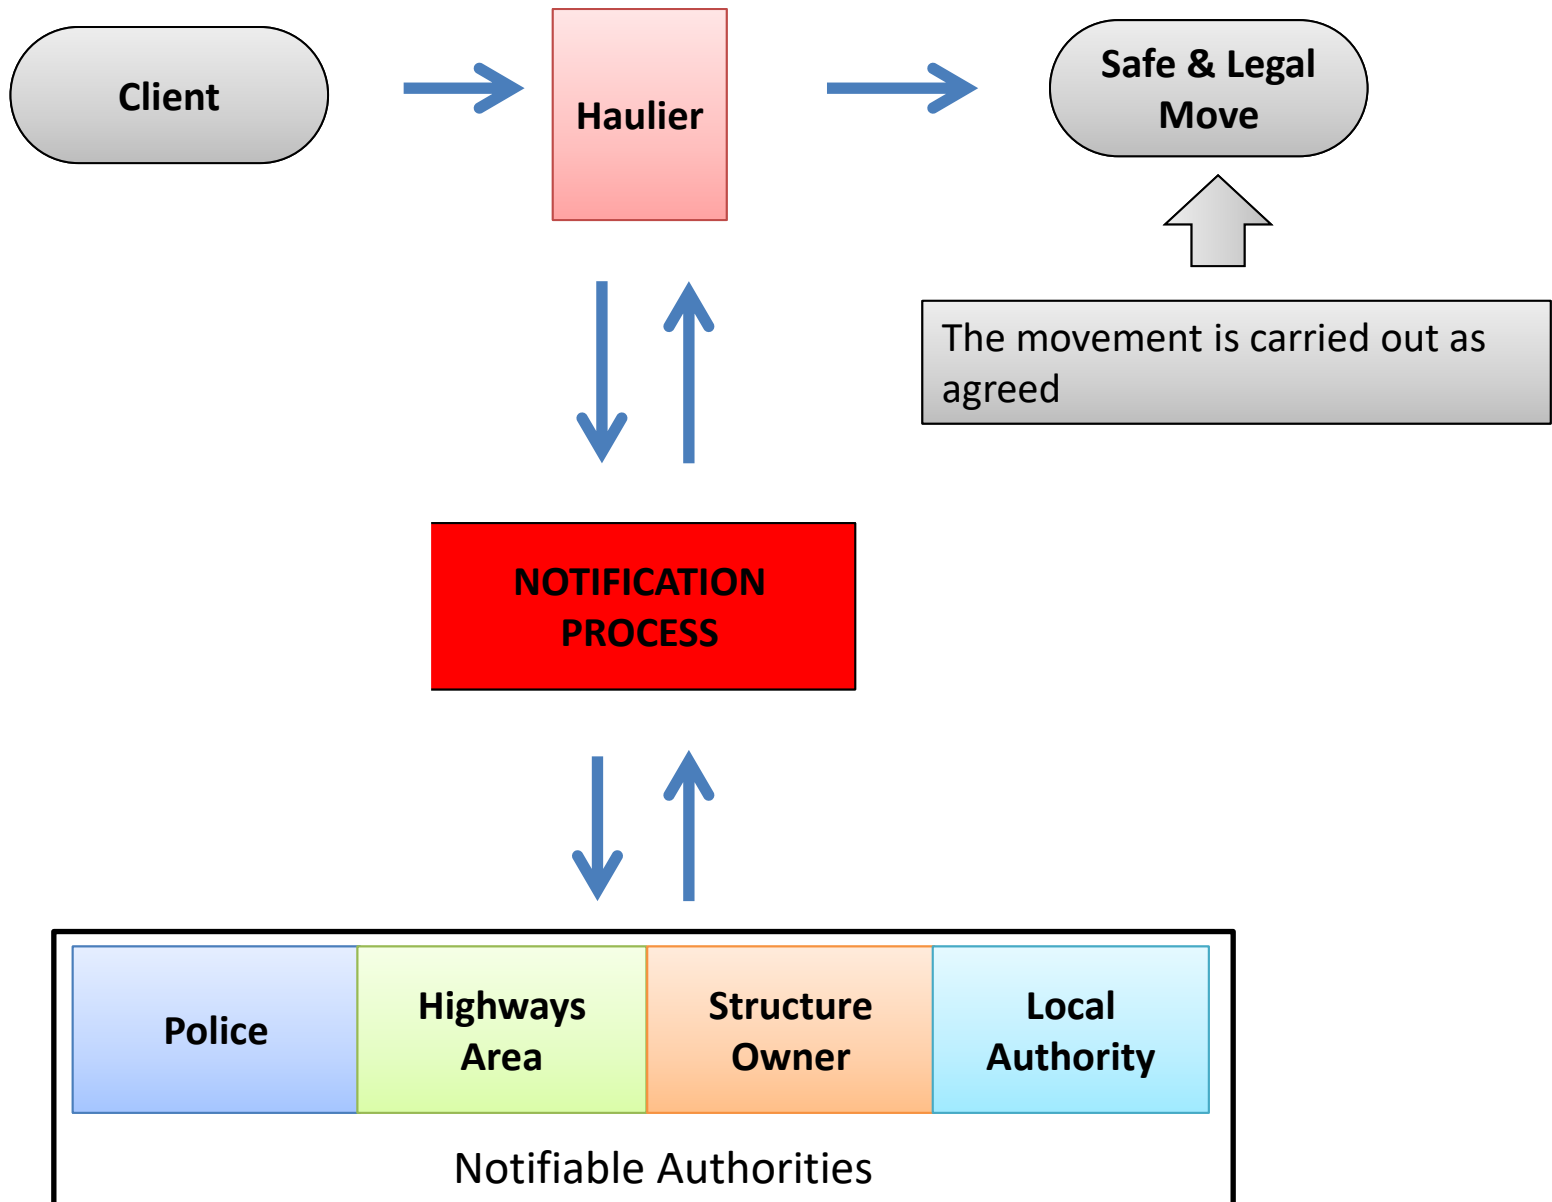 Client
Haulier
Safe & Legal
Move
The movement is carried out as
agreed
NOTIFICATION
PROCESS
Police
Highways
Area
Structure
Owner
Local
Authority
Notifiable Authorities